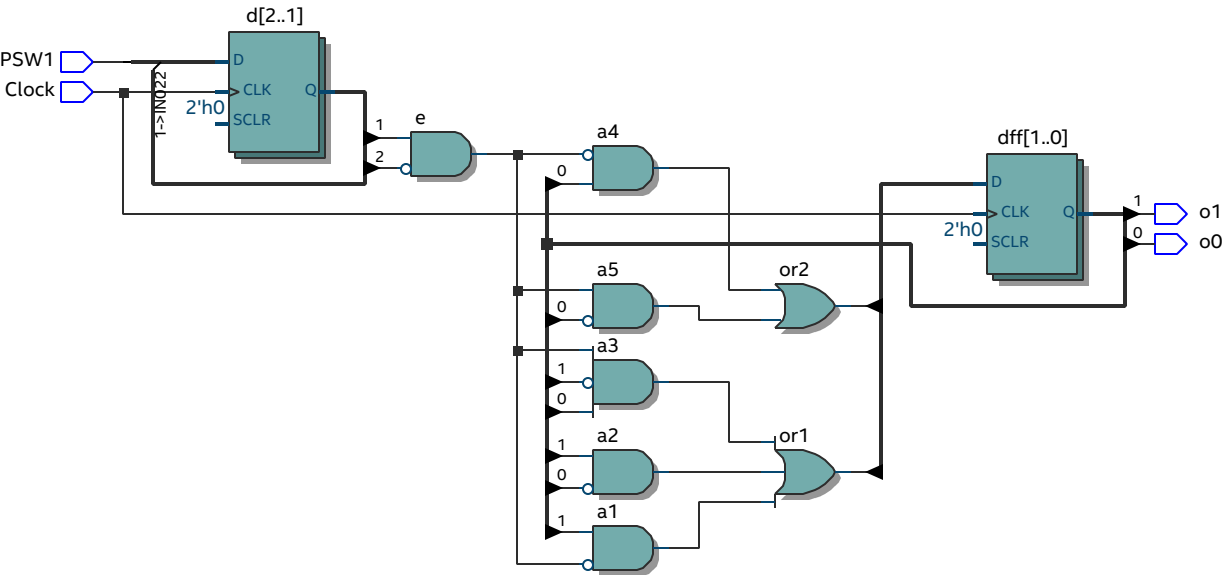 d[2..1]
PSW1
D
Clock
CLK
Q
2'h0
SCLR
1->IN022
1
2
e
a4
0
dff[1..0]
D
CLK
Q
2'h0
SCLR
1
o1
0
o0
a5
0
or2
a3
1
0
a2
1
0
or1
a1
1